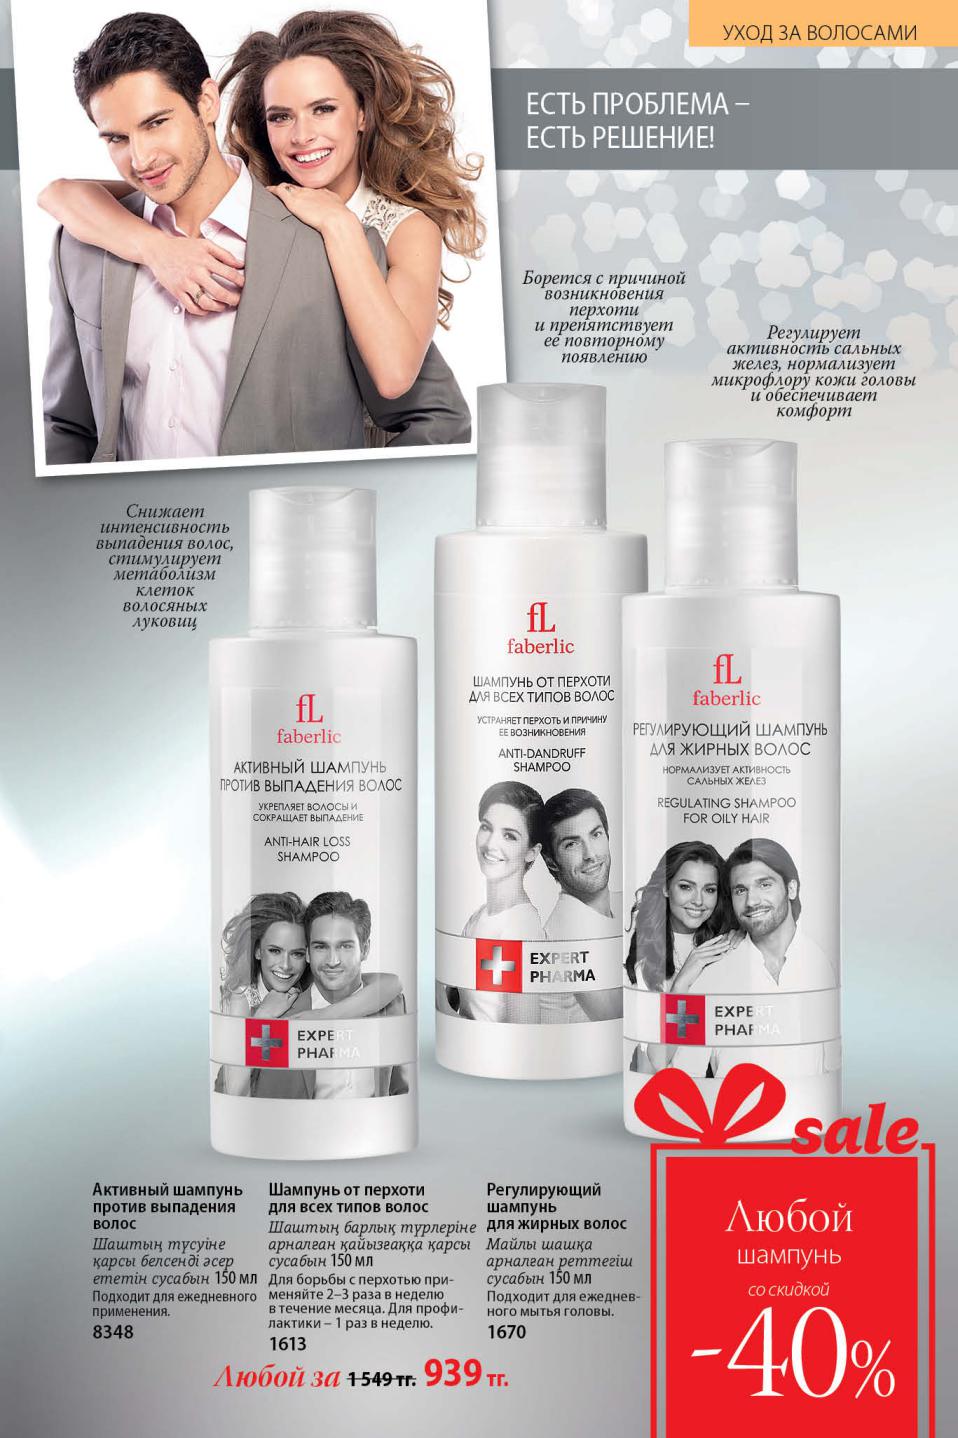 УХОД ЗА ВОЛОСАМИ
ЕСТЬ ПРОБЛЕМА –
ЕСТЬ РЕШЕНИЕ!
Борется с причиной
возникновения
перхоти
и препятствует
ее повторному
появлению
Регулирует
активность сальных
желез, нормализует
микрофлору кожи головы
и обеспечивает
комфорт
Снижает
интенсивность
выпадения волос,
стимулирует
метаболизм
клеток
волосяных
луковиц
fL
faberlic
АКТИВНЫЙ ШАМПУНЬ
ПРОТИВ ВЫПАДЕНИЯ ВОЛОС
УКРЕПЛЯЕТ ВОЛОСЫ И
СОКРАЩАЕТ ВЫПАДЕНИЕ
ANTI-HAIR LOSS
SHAMPOO
EXPERT
PHARMA
fL
faberlic
ШАМПУНЬ ОТ ПЕРХОТИ
ДЛЯ ВСЕХ ТИПОВ ВОЛОС
УСТРАНЯЕТ ПЕРХОТЬ И ПРИЧИНУ
ЕЕ ВОЗНИКНОВЕНИЯ
ANTI-DANDRUFF
SHAMPOO
EXPERT
PHARMA
fL
faberlic
РЕГУЛИРУЮЩИЙ ШАМПУНЬ
ДЛЯ ЖИРНЫХ ВОЛОС
НОРМАЛИЗУЕТ АКТИВНОСТЬ
САЛЬНЫХ ЖЕЛЕЗ
REGULATING SHAMPOO
FOR OILY HAIR
EXPERT
PHARMA
Активный шампунь
против выпадения
волос
Шаштың түсуіне
қарсы белсенді әсер
ететін сусабын 150 мл
Подходит для ежедневного
применения.
8348
Шампунь от перхоти
для всех типов волос
Шаштың барлық түрлеріне
арналған қайызғаққа қарсы
сусабын 150 мл
Для борьбы с перхотью при-
меняйте 2–3 раза в неделю
в течение месяца. Для профи-
лактики – 1 раз в неделю.
1613
Регулирующий
шампунь
для жирных волос
Майлы шашқа
арналған реттегіш
сусабын 150 мл
Подходит для ежеднев-
ного мытья головы.
1670
Любой за 1 549 тг. 939 тг.
sale
Любой
шампунь
со скидкой
-40%